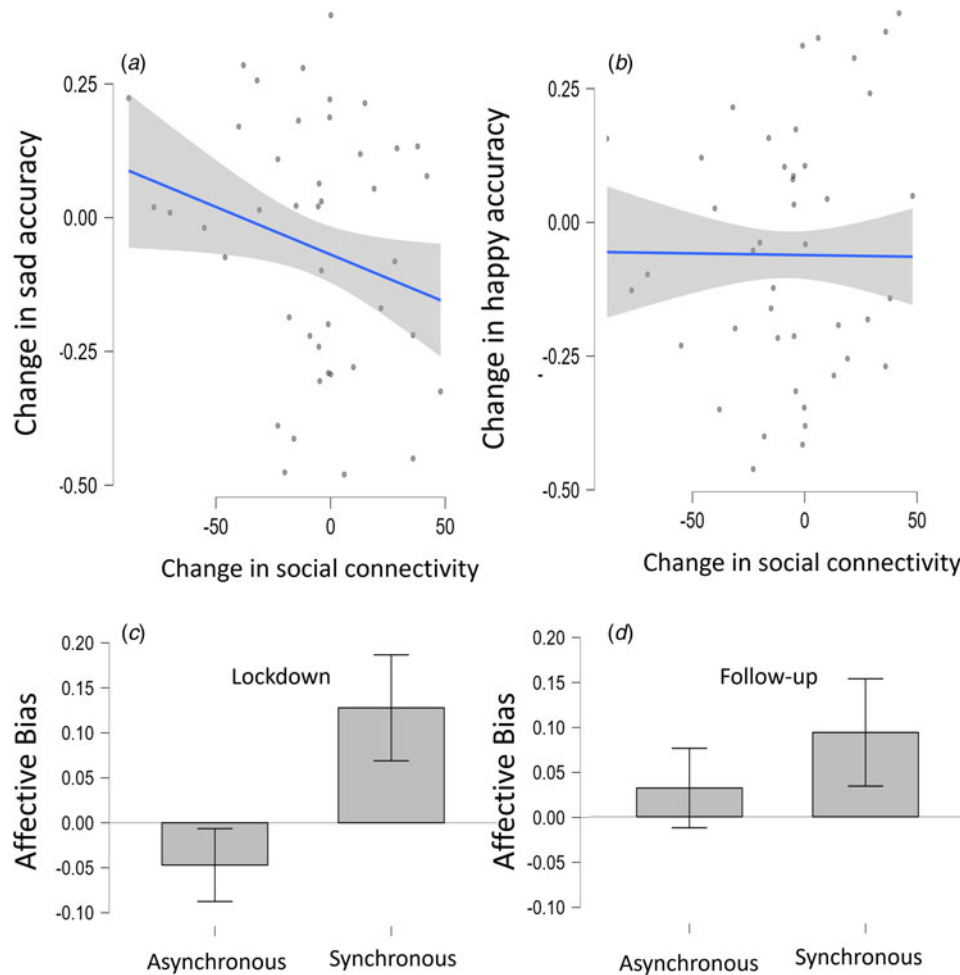 (a)
Change in sad accuracy
0.25
0.00
-0.25
-0.50
-50
0
50
Change in social connectivity
(b)
Change in happy accuracy
0.25
-0.00
-0.25
-0.50
-50
0
50
Change in social connectivity
(c)
Lockdown
Affective Bias
0.20
0.15
0.10
0.05
0.00
-0.05
-0.10
Asynchronous
Synchronous
(d)
Follow-up
Affective Bias
0.20
0.15
0.10
0.05
0.00
-0.05
-0.10
Asynchronous
Synchronous